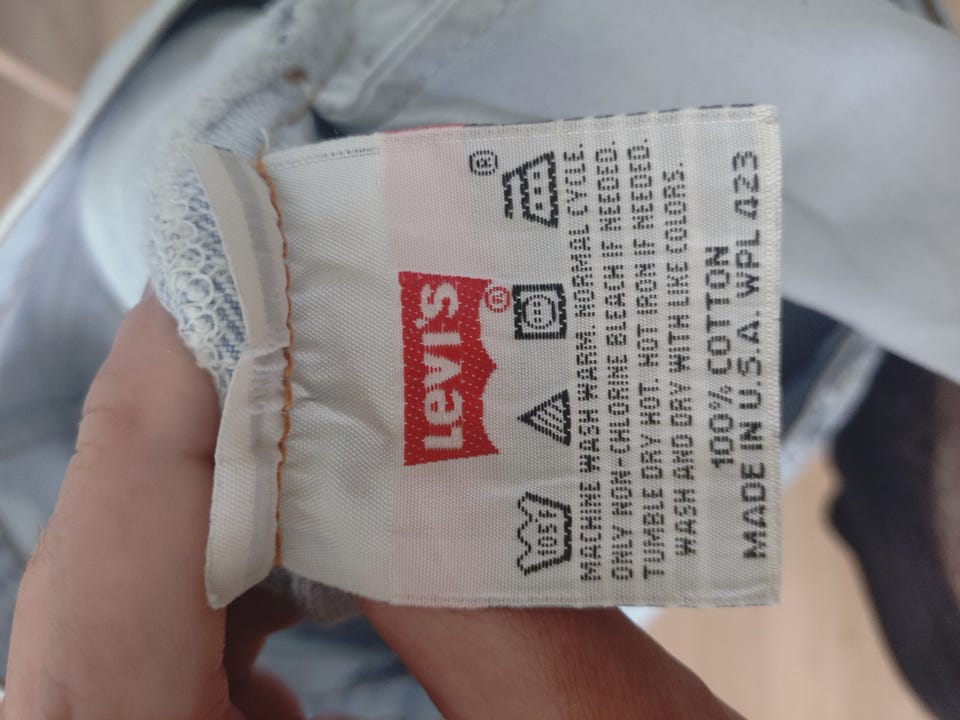 Levi's®
105F ®
MACHINE WASH WARM. NORMAL CYCLE.
ONLY NON-CHLORINE BLEACH IF NEEDED.
TUMBLE DRY HOT. HOT IRON IF NEEDED.
WASH AND DRY WITH LIKE COLORS.
100% COTTON
MADE IN U.S.A. WPL 423